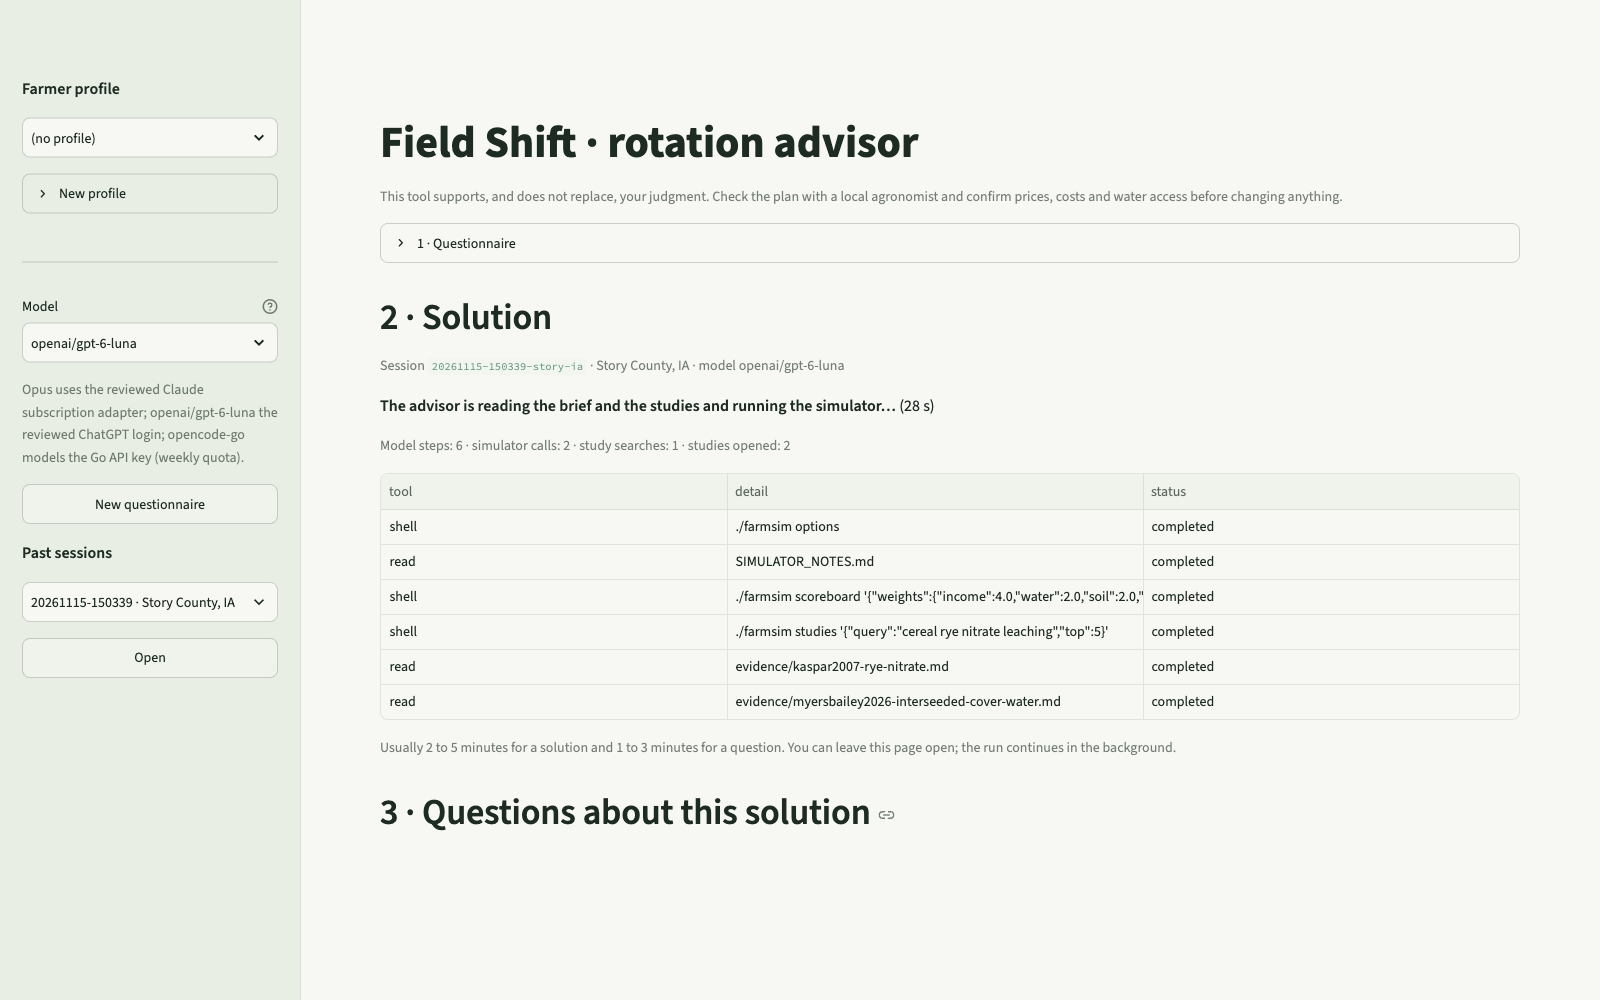 Farmer profile
(no profile)
New profile
Model
openai/gpt-6-luna
Opus uses the reviewed Claude
subscription adapter; openai/gpt-6-luna the
reviewed ChatGPT login; opencode-go
models the Go API key (weekly quota).
New questionnaire
Past sessions
20261115-150339 · Story County, IA
Open
Field Shift · rotation advisor
This tool supports, and does not replace, your judgment. Check the plan with a local agronomist and confirm prices, costs and water access before changing anything.
1 · Questionnaire
2 · Solution
Session 20261115-150339-story-ia · Story County, IA · model openai/gpt-6-luna
The advisor is reading the brief and the studies and running the simulator… (28 s)
Model steps: 6 · simulator calls: 2 · study searches: 1 · studies opened: 2
tool detail status
shell ./farmsim options completed
read SIMULATOR_NOTES.md completed
shell ./farmsim scoreboard '{"weights":{"income":4.0,"water":2.0,"soil":2.0," completed
shell ./farmsim studies '{"query":"cereal rye nitrate leaching","top":5}' completed
read evidence/kaspar2007-rye-nitrate.md completed
read evidence/myersbailey2026-interseeded-cover-water.md completed
Usually 2 to 5 minutes for a solution and 1 to 3 minutes for a question. You can leave this page open; the run continues in the background.
3 · Questions about this solution